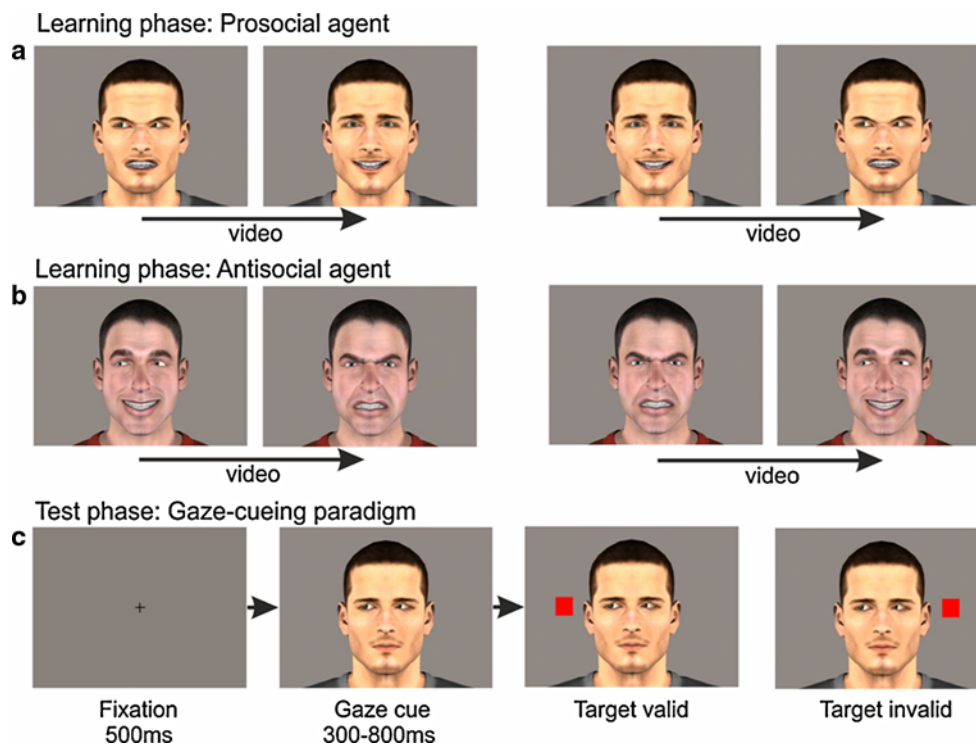 Learning phase: Prosocial agent
a
video
video
Learning phase: Antisocial agent
b
video
video
Test phase: Gaze-cueing paradigm
c
Fixation
500ms
Gaze cue
300-800ms
Target valid
Target invalid